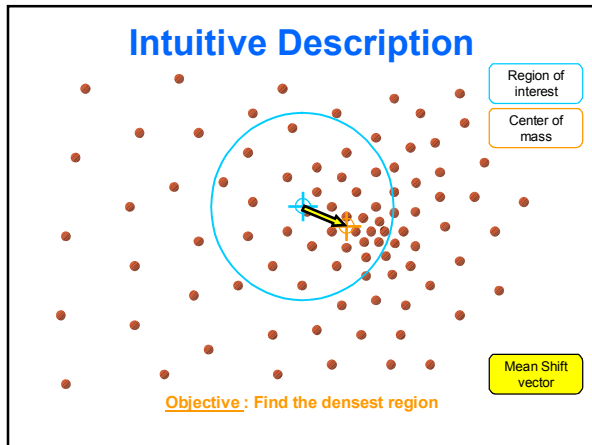 Intuitive Description
Region of
interest
Center of
mass
Mean Shift
vector
Objective : Find the densest region